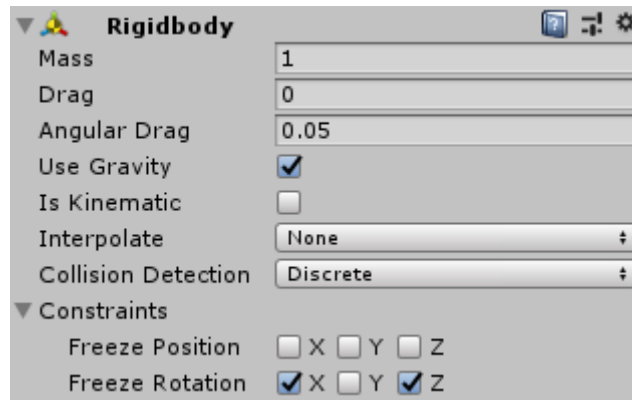 Rigidbody
Mass 1
Drag 0
Angular Drag 0.05
Use Gravity
Is Kinematic
Interpolate None
Collision Detection Discrete
Constraints
Freeze Position X Y Z
Freeze Rotation X Y Z